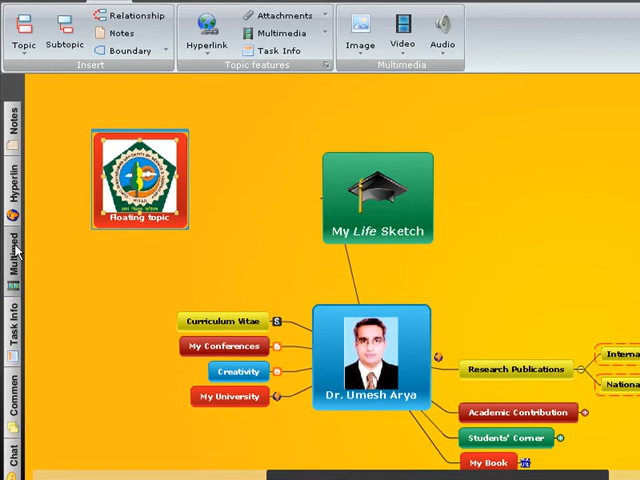 Relationship
Attachments
Notes
Multimedia
Topic
Subtopic
Hyperlink
Image
Video
Audio
Boundary
Task Info
Insert
Topic features
Multimedia
Notes
Hyperlin
Multimed
Task Info
Commen
Chat
Floating topic
My Life Sketch
Curriculum Vitae
My Conferences
Creativity
My University
Dr. Umesh Arya
Research Publications
Interna
Nationa
Academic Contribution
Students' Corner
My Book